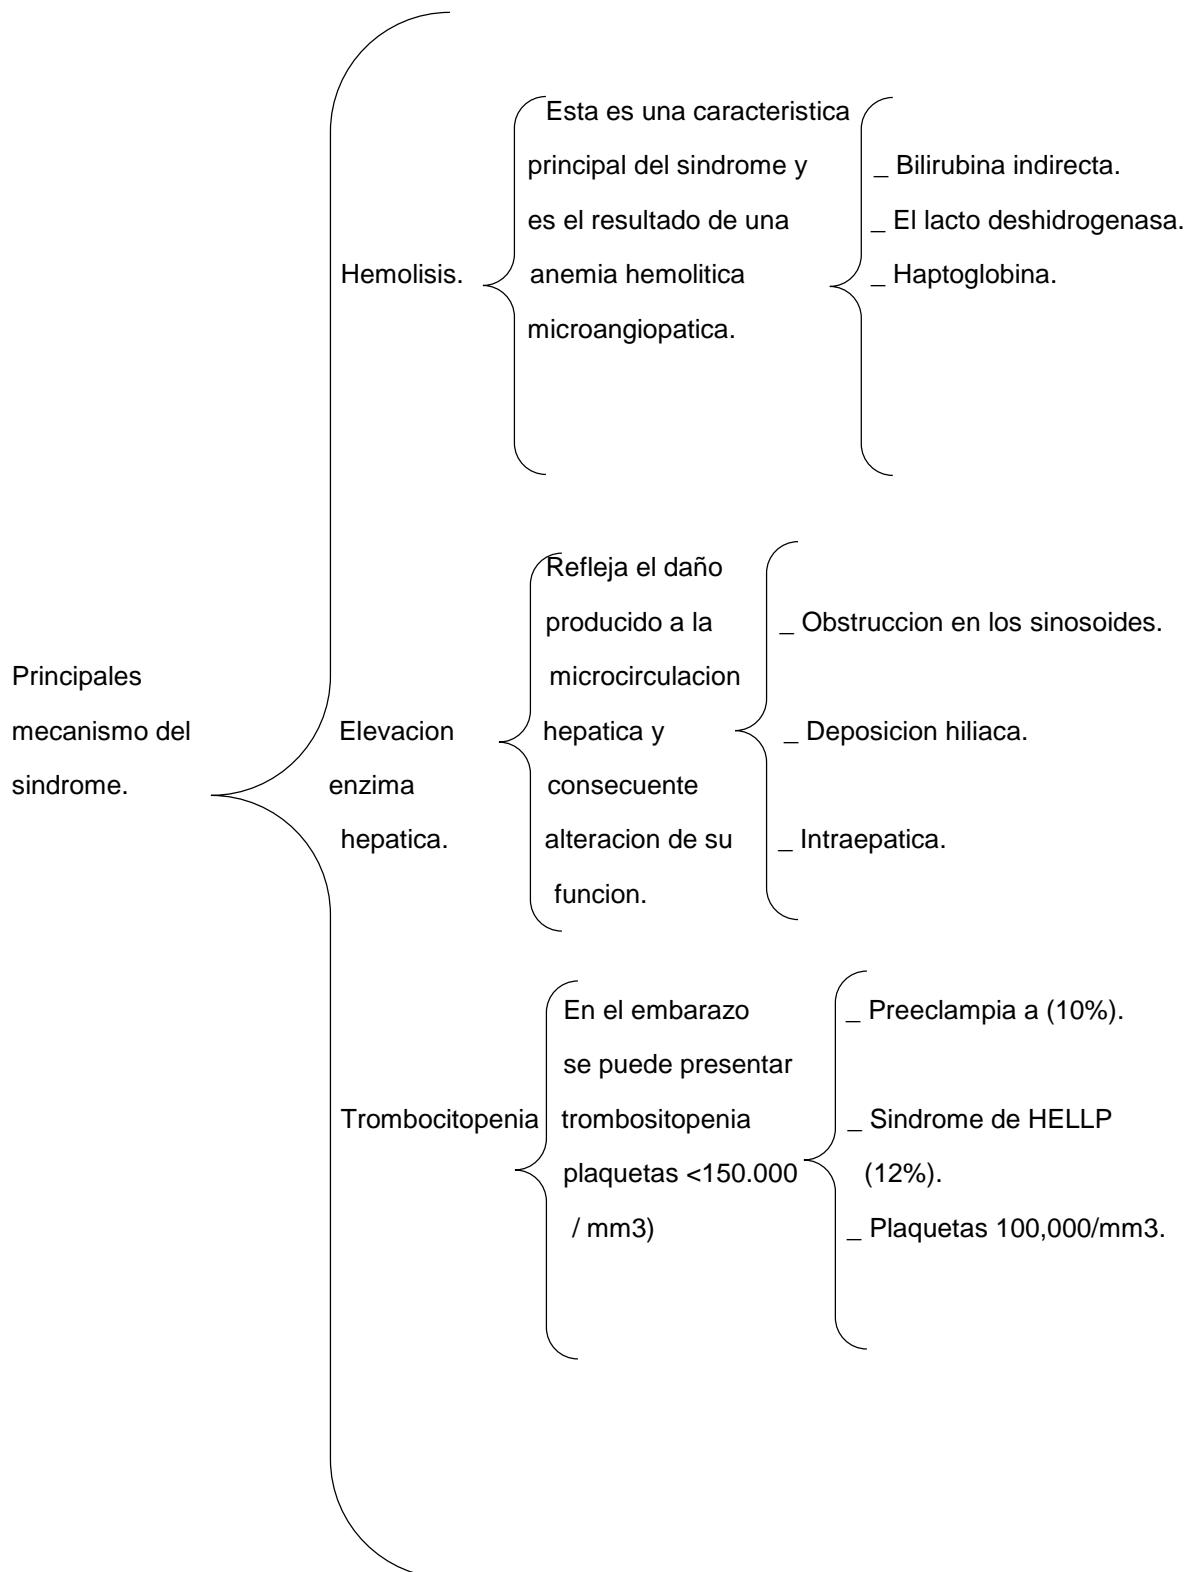 Principales
mecanismo del
sindrome.
Hemolisis.
Esta es una caracteristica
principal del sindrome y
es el resultado de una
anemia hemolitica
microangiopatica.
_ Bilirubina indirecta.
_ El lacto deshidrogenasa.
_ Haptoglobina.
Elevacion
enzima
hepatica.
Refleja el daño
producido a la
microcirculacion
hepatica y
consecuente
alteracion de su
funcion.
_ Obstruccion en los sinosoides.
_ Deposicion hiliaca.
_ Intraepatica.
Trombocitopenia
En el embarazo
se puede presentar
trombositopenia
plaquetas <150.000
/ mm3)
_ Preeclampia a (10%).
_ Sindrome de HELLP
(12%).
_ Plaquetas 100,000/mm3.